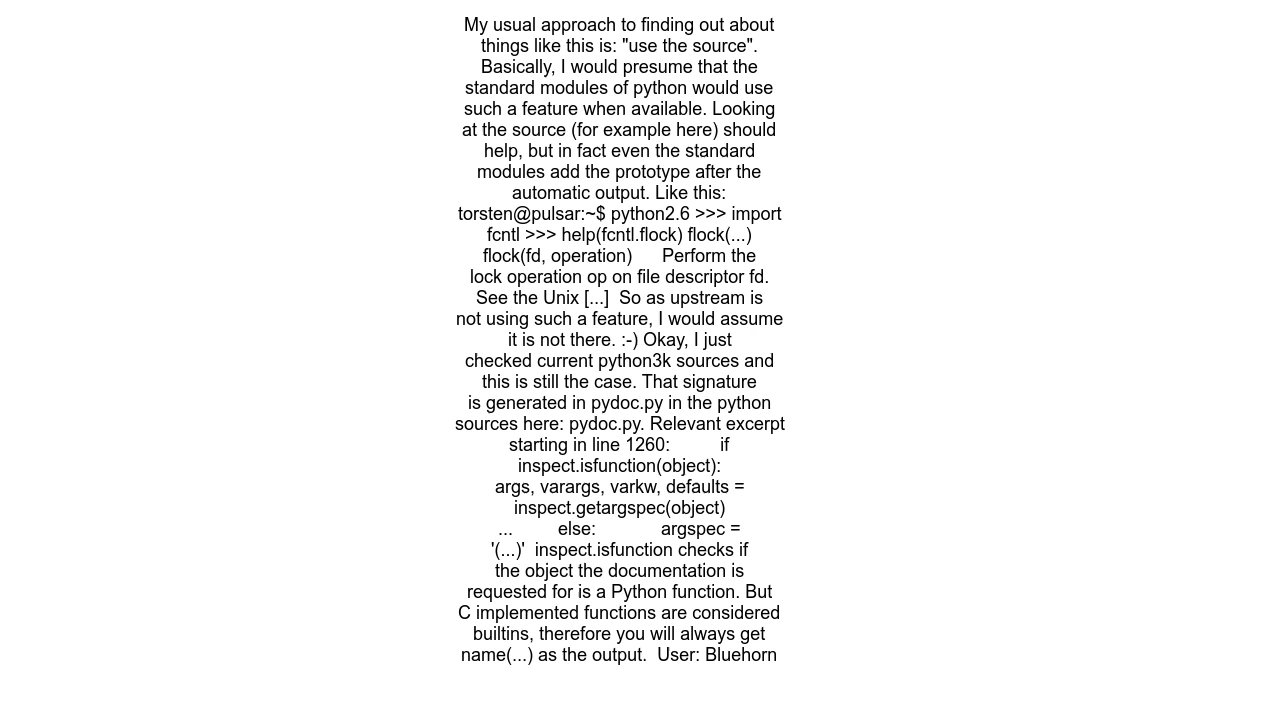 My usual approach to finding out about
things like this is: "use the source".
Basically, I would presume that the
standard modules of python would use
such a feature when available. Looking
at the source (for example here) should
help, but in fact even the standard
modules add the prototype after the
automatic output. Like this:
torsten@pulsar:~$ python2.6 >>> import
fcntl >>> help(fcntl.flock) flock(...)
flock(fd, operation)      Perform the
lock operation op on file descriptor fd.
See the Unix [...]  So as upstream is
not using such a feature, I would assume
it is not there. :-) Okay, I just
checked current python3k sources and
this is still the case. That signature
is generated in pydoc.py in the python
sources here: pydoc.py. Relevant excerpt
starting in line 1260:          if
inspect.isfunction(object):
args, varargs, varkw, defaults =
inspect.getargspec(object)
...         else:             argspec =
'(...)'  inspect.isfunction checks if
the object the documentation is
requested for is a Python function. But
C implemented functions are considered
builtins, therefore you will always get
name(...) as the output.  User: Bluehorn